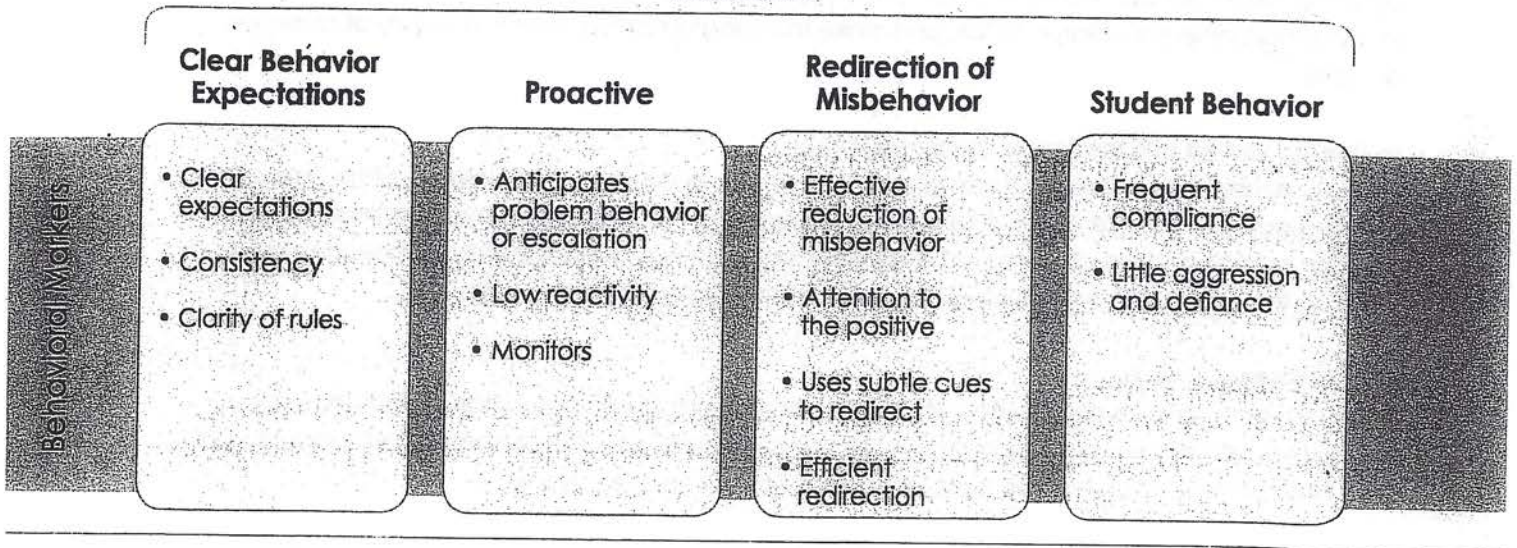 Clear Behavior
Expectations
Proactive
Redirection of
Misbehavior
Student Behavior
Behavioral Markers
• Clear
expectations
• Consistency
• Clarity of rules
• Anticipates
problem behavior
or escalation
• Low reactivity
• Monitors
• Effective
reduction of
misbehavior
• Attention to
the positive
• Uses subtle cues
to redirect
• Efficient
redirection
• Frequent
compliance
• Little aggression
and defiance